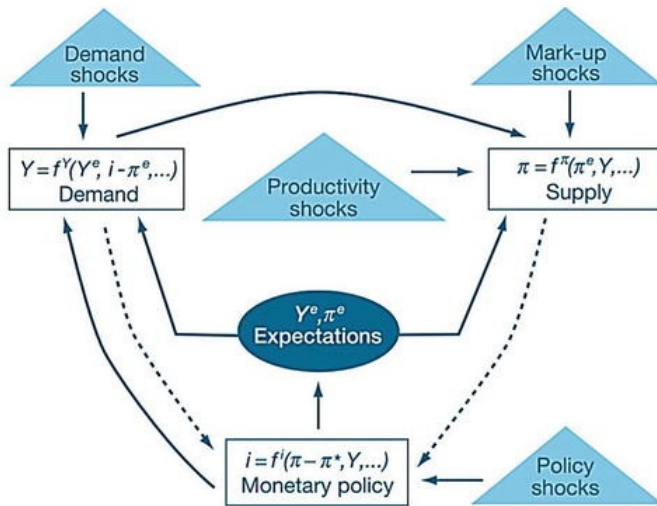 Demand
shocks
Mark-up
shocks
Y = f^Y(Y^e, i - π^e,...)
Demand
π = f^π(π^e, Y,...)
Supply
Productivity
shocks
Y^e, π^e
Expectations
i = f^i(π - π*, Y,...)
Monetary policy
Policy
shocks